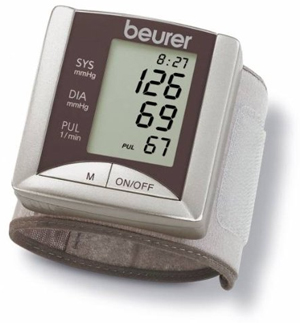 beurer
8:27
SYS
mmHg
126
DIA
mmHg
69
PUL
1/min
PUL 67
M
ON/OFF